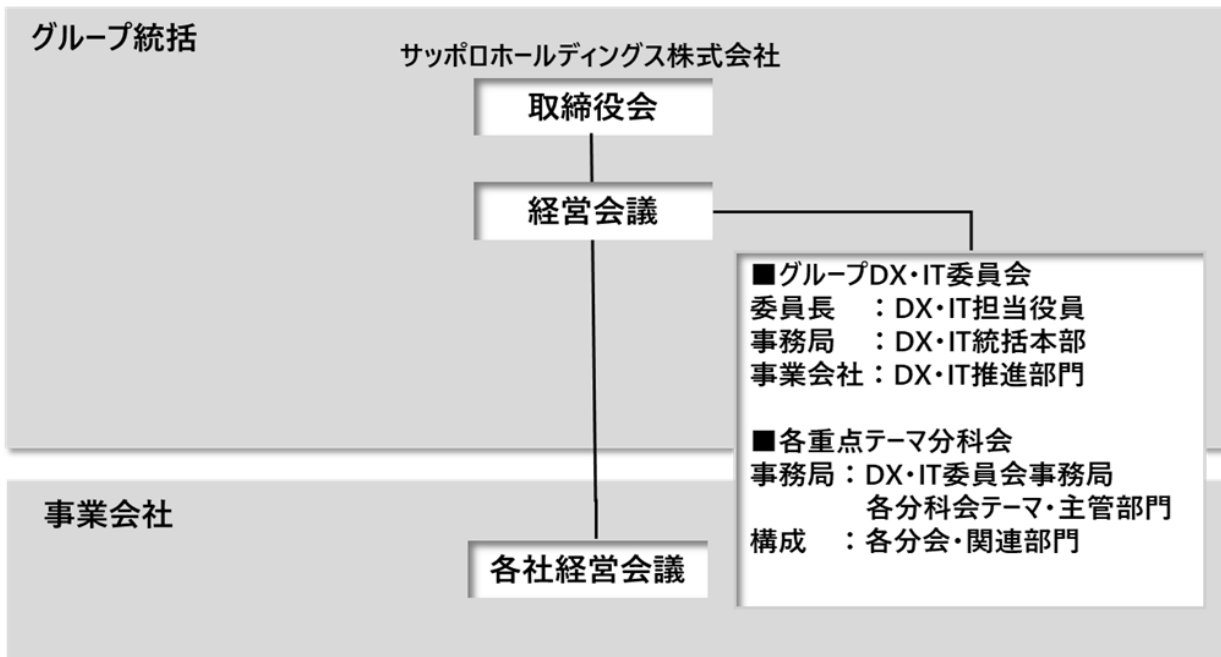 グループ統括
サッポロホールディングス株式会社
取締役会
経営会議
■グループDX・IT委員会
委員長　：DX・IT担当役員
事務局　：DX・IT統括本部
事業会社：DX・IT推進部門
■各重点テーマ分科会
事務局：DX・IT委員会事務局
各分科会テーマ・主管部門
構成　：各分会・関連部門
事業会社
各社経営会議